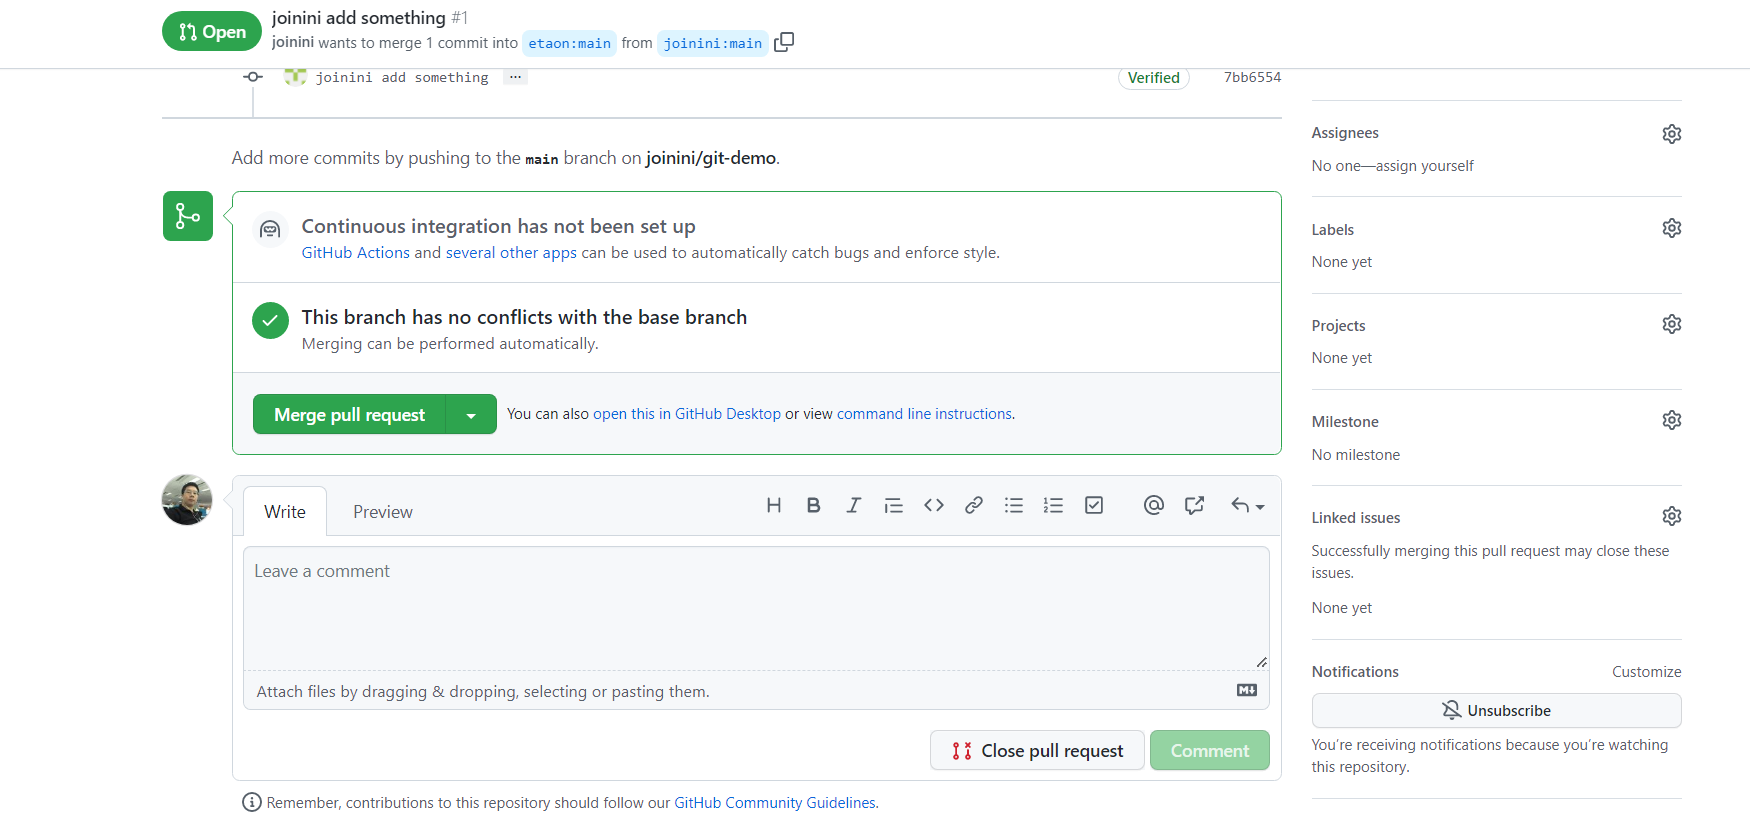 Open
joinini add something #1
joinini wants to merge 1 commit into etaon:main from joinini:main
joinini add something ... Verified 7bb6554
Add more commits by pushing to the main branch on joinini/git-demo.
Continuous integration has not been set up
GitHub Actions and several other apps can be used to automatically catch bugs and enforce style.
This branch has no conflicts with the base branch
Merging can be performed automatically.
Merge pull request You can also open this in GitHub Desktop or view command line instructions.
Write Preview
Leave a comment
Attach files by dragging & dropping, selecting or pasting them.
Close pull request Comment
Remember, contributions to this repository should follow our GitHub Community Guidelines.
Assignees
No one—assign yourself
Labels
None yet
Projects
None yet
Milestone
No milestone
Linked issues
Successfully merging this pull request may close these
issues.
None yet
Notifications Customize
Unsubscribe
You’re receiving notifications because you’re watching
this repository.